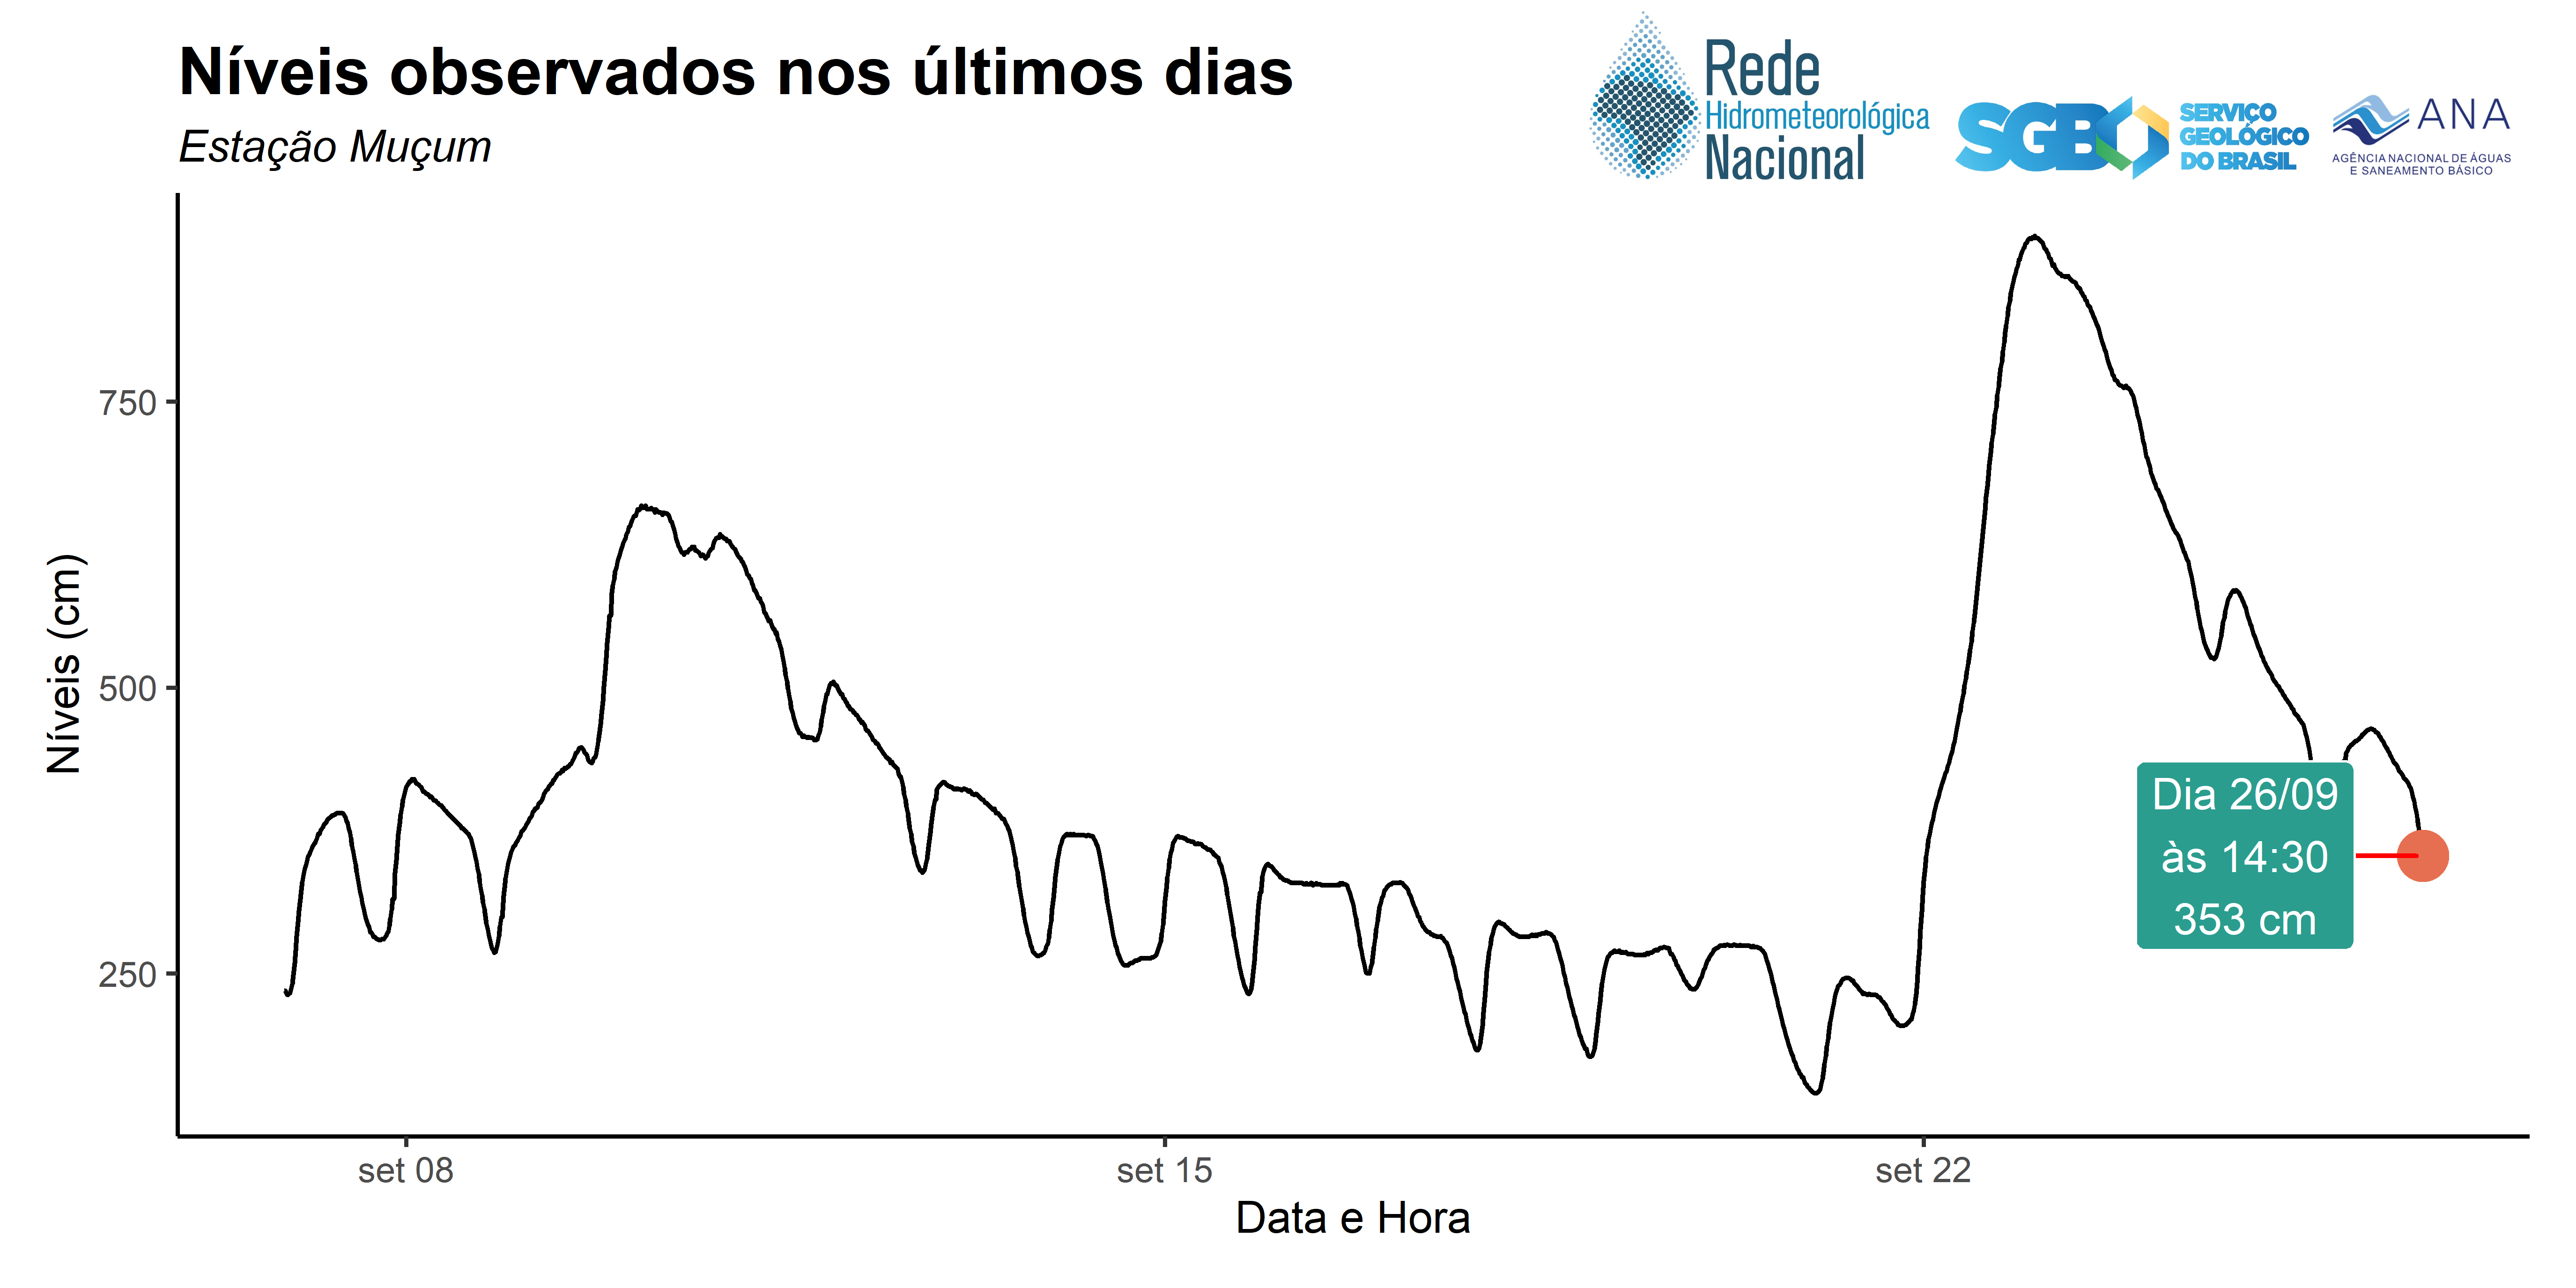 Níveis observados nos últimos dias
Estação Muçum
Rede
Hidrometeorológica
Nacional
SGB
SERVIÇO
GEOLÓGICO
DO BRASIL
ANA
AGÊNCIA NACIONAL DE ÁGUAS
E SANEAMENTO BÁSICO
Níveis (cm)
750
500
250
Dia 26/09
às 14:30
353 cm
set 08
set 15
set 22
Data e Hora